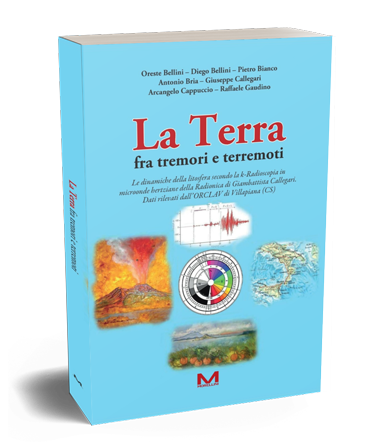 Oreste Bellini – Diego Bellini – Pietro Bianco
Antonio Bria – Giuseppe Callegari
Arcangelo Cappuccio – Raffaele Gaudino
La Terra
fra tremori e terremoti
Le dinamiche della litosfera secondo la k-Radioscopia in
microonde hertziane della Radionica di Giambattista Callegari.
Dati rilevati dall'ORCLAV di Villapiana (CS)
M
La Terra fra tremori e terremoti